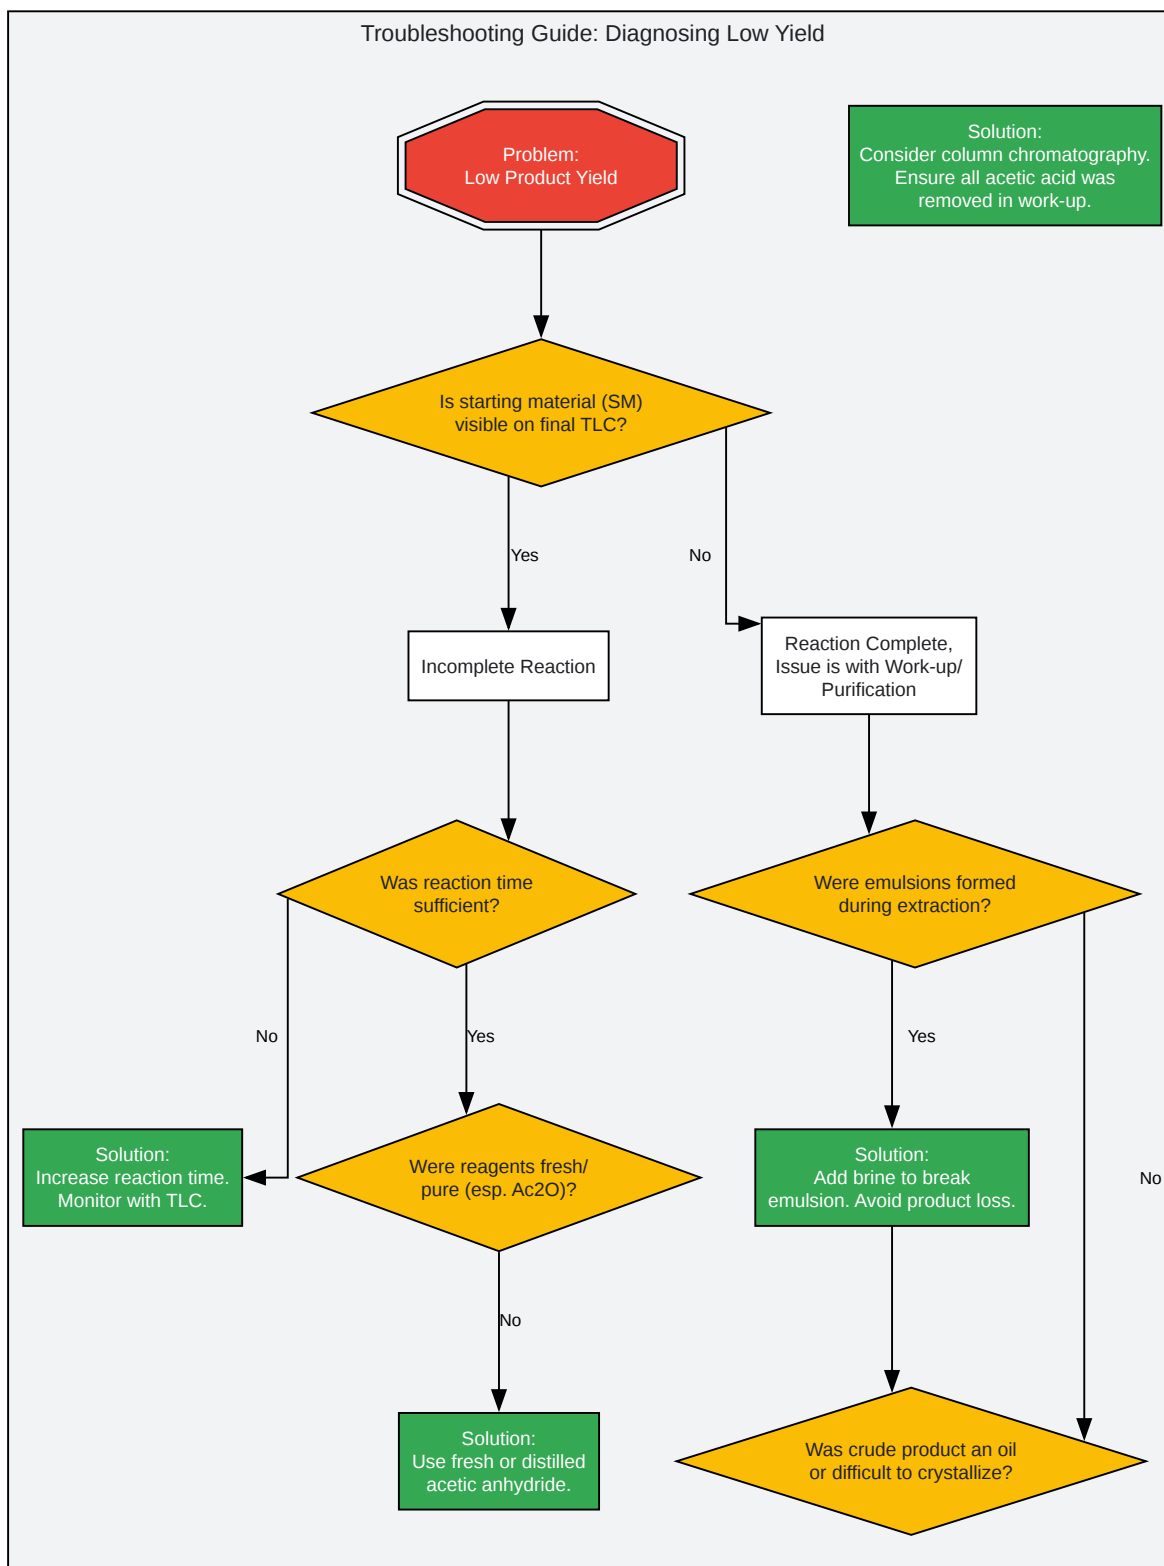 Troubleshooting Guide: Diagnosing Low Yield
Problem:
Low Product Yield
Solution:
Consider column chromatography.
Ensure all acetic acid was
removed in work-up.
Is starting material (SM)
visible on final TLC?
Yes
No
Incomplete Reaction
Reaction Complete,
Issue is with Work-up/
Purification
Was reaction time
sufficient?
Were emulsions formed
during extraction?
No
Yes
Yes
Solution:
Increase reaction time.
Monitor with TLC.
Were reagents fresh/
pure (esp. Ac2O)?
Solution:
Add brine to break
emulsion. Avoid product loss.
No
No
Solution:
Use fresh or distilled
acetic anhydride.
Was crude product an oil
or difficult to crystallize?